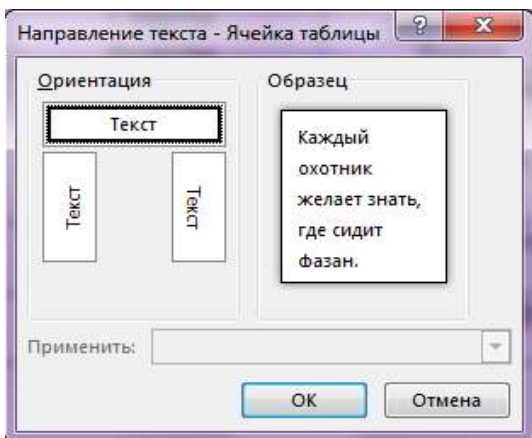 Направление текста - Ячейка таблицы
?
Ориентация
Образец
Текст
Текст
Текст
Каждый
охотник
желает знать,
где сидит
фазан.
Применить:
ОК
Отмена